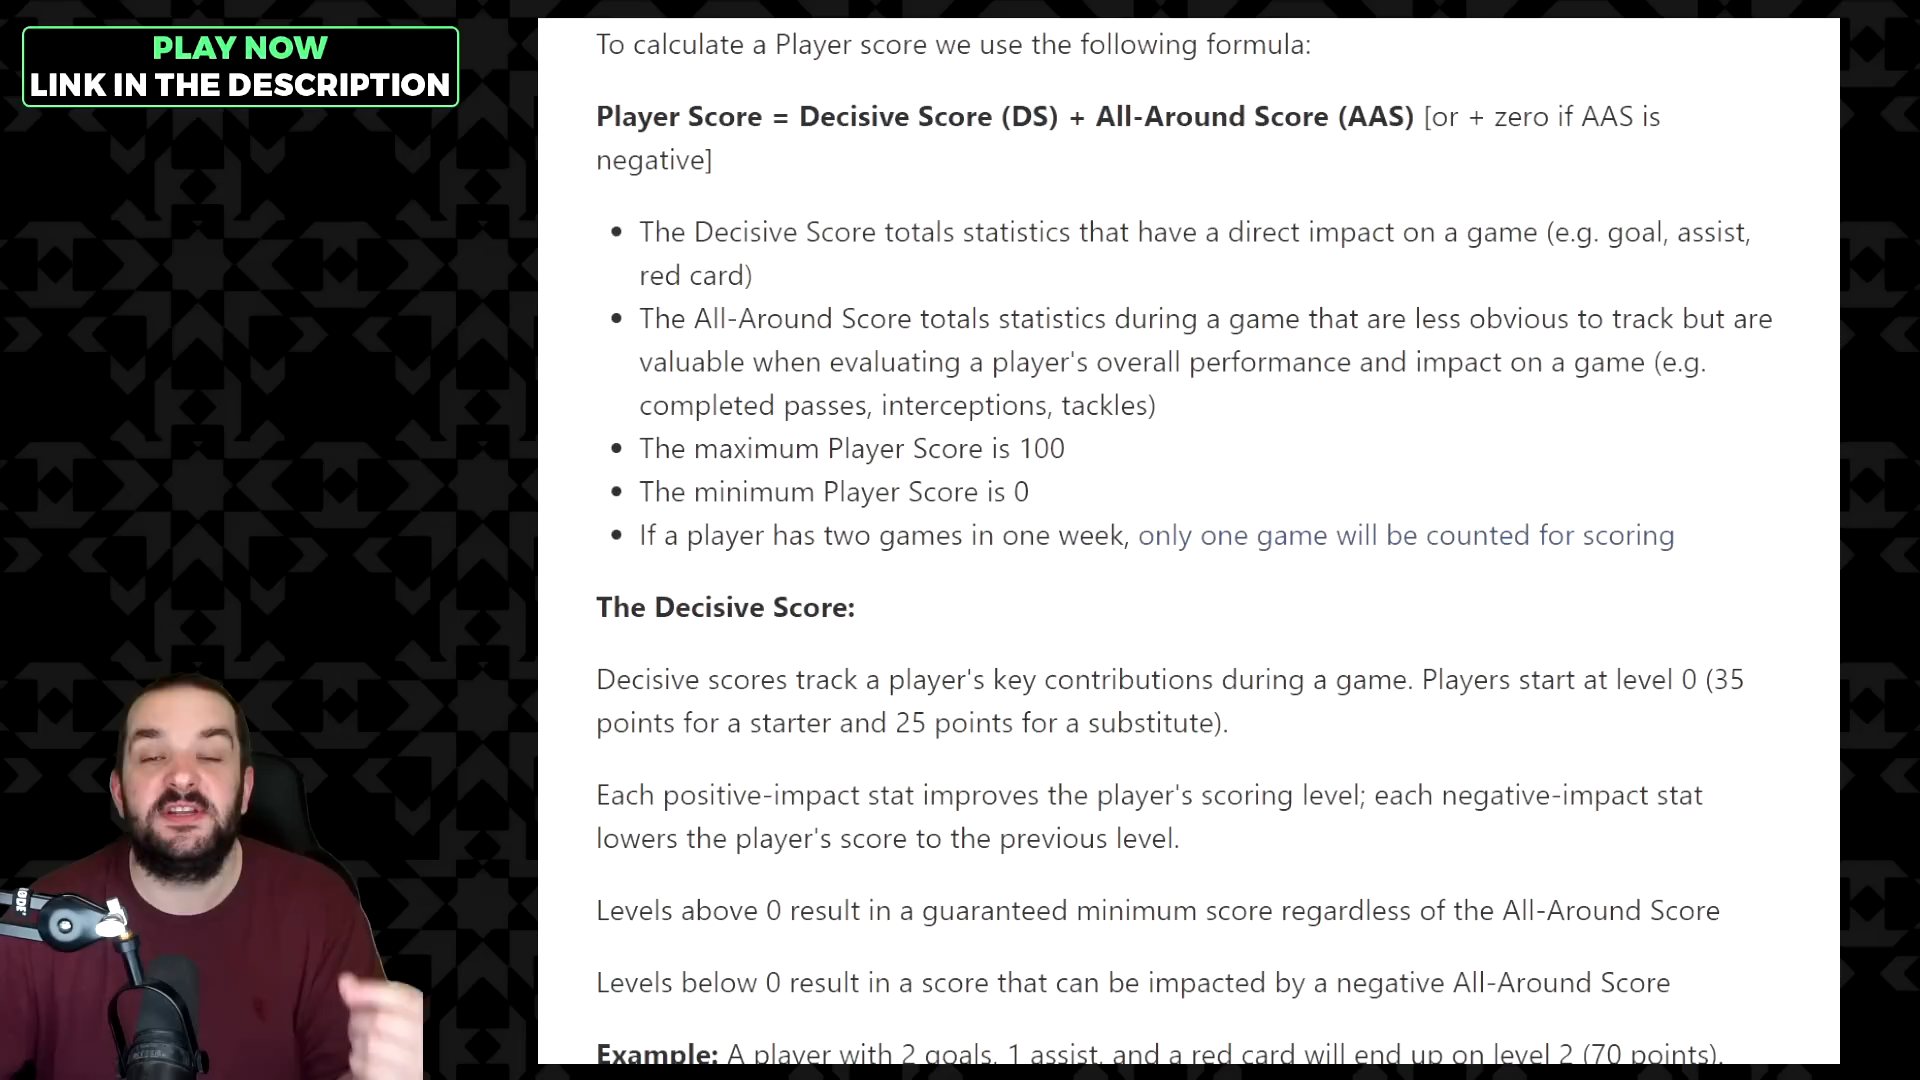 PLAY NOW
LINK IN THE DESCRIPTION
To calculate a Player score we use the following formula:
Player Score = Decisive Score (DS) + All-Around Score (AAS) [or + zero if AAS is
negative]
• The Decisive Score totals statistics that have a direct impact on a game (e.g. goal, assist,
red card)
• The All-Around Score totals statistics during a game that are less obvious to track but are
valuable when evaluating a player's overall performance and impact on a game (e.g.
completed passes, interceptions, tackles)
• The maximum Player Score is 100
• The minimum Player Score is 0
• If a player has two games in one week, only one game will be counted for scoring
The Decisive Score:
Decisive scores track a player's key contributions during a game. Players start at level 0 (35
points for a starter and 25 points for a substitute).
Each positive-impact stat improves the player's scoring level; each negative-impact stat
lowers the player's score to the previous level.
Levels above 0 result in a guaranteed minimum score regardless of the All-Around Score
Levels below 0 result in a score that can be impacted by a negative All-Around Score
Example: A player with 2 goals, 1 assist, and a red card will end up on level 2 (70 points).